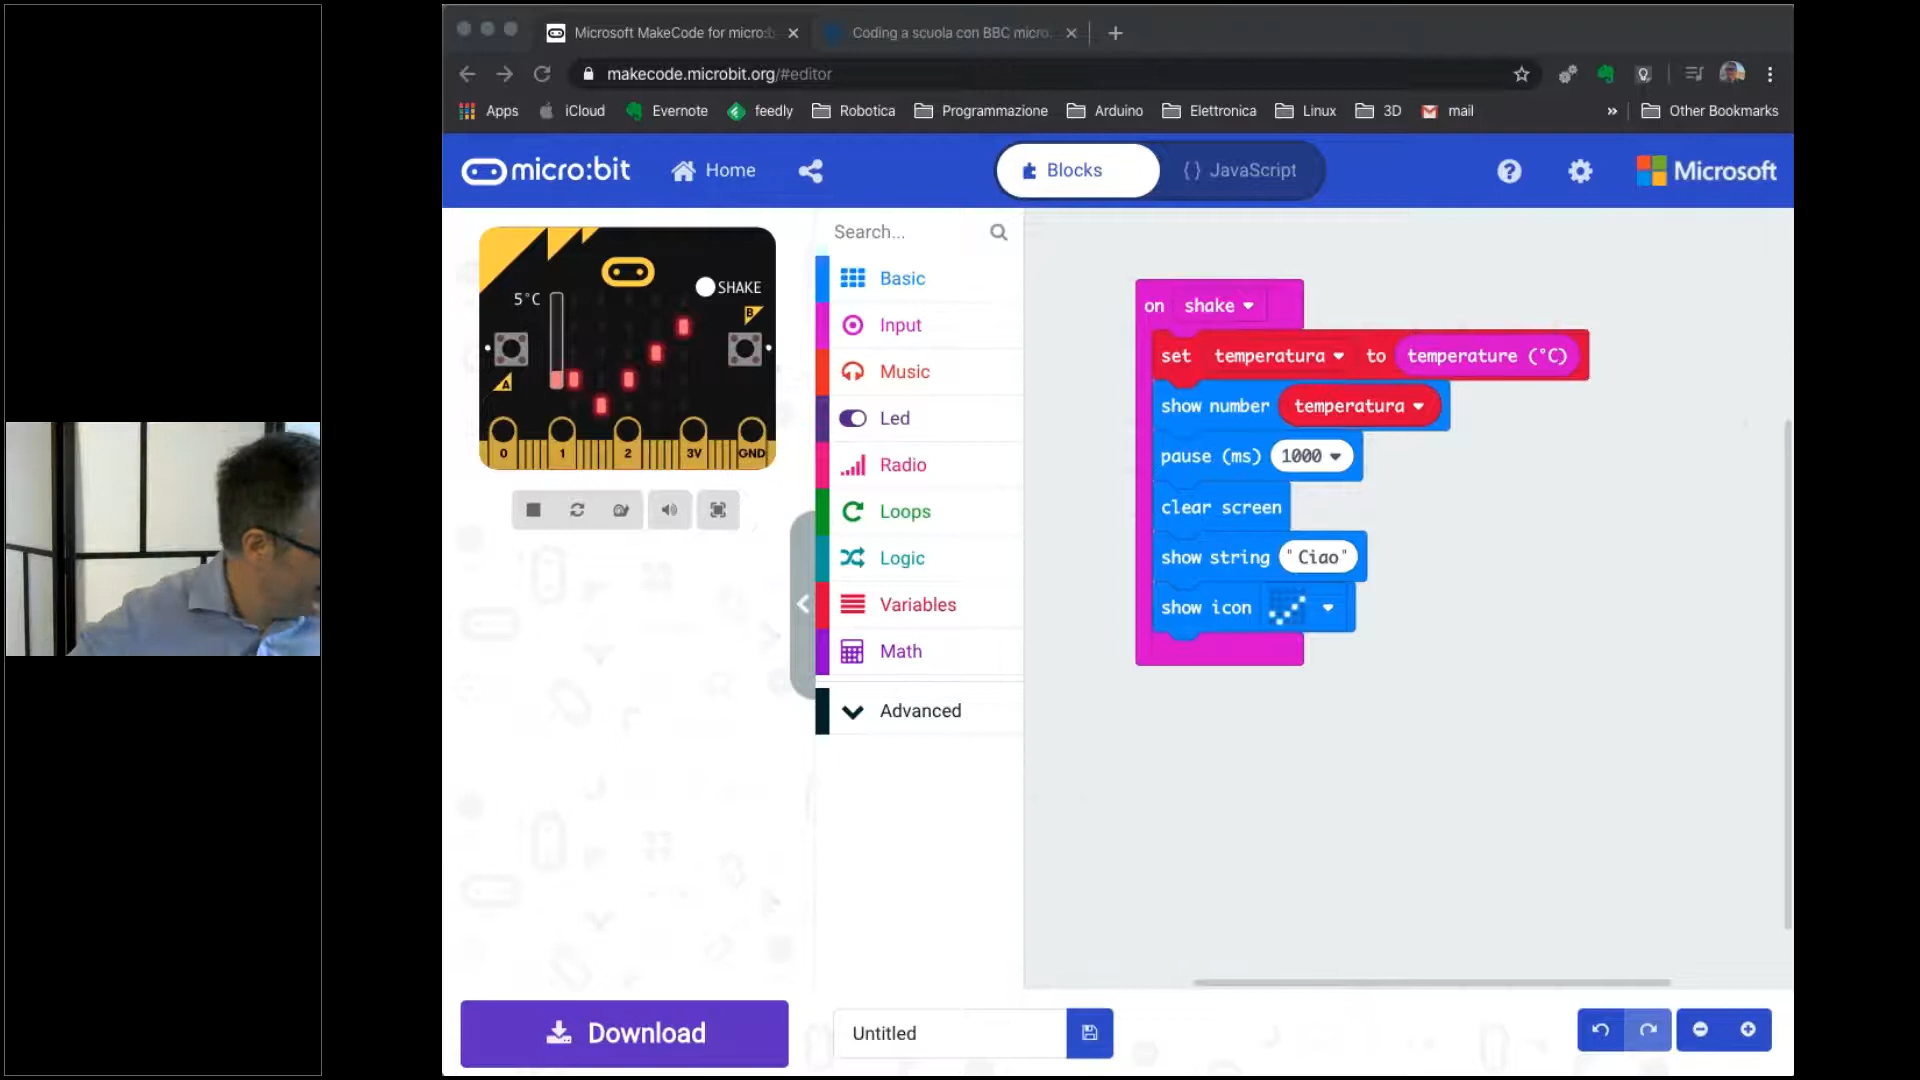 Microsoft MakeCode for micro:b
Coding a scuola con BBC micro.
makecode.microbit.org/#editor
Apps iCloud Evernote feedly Robotica Programmazione Arduino Elettronica Linux 3D mail » Other Bookmarks
micro:bit Home Blocks {} JavaScript Microsoft
5°C
SHAKE
B
A
0 1 2 3V GND
Search...
Basic
Input
Music
Led
Radio
Loops
Logic
Variables
Math
Advanced
on shake
set temperatura to temperature (°C)
show number temperatura
pause (ms) 1000
clear screen
show string "Ciao"
show icon
Download
Untitled